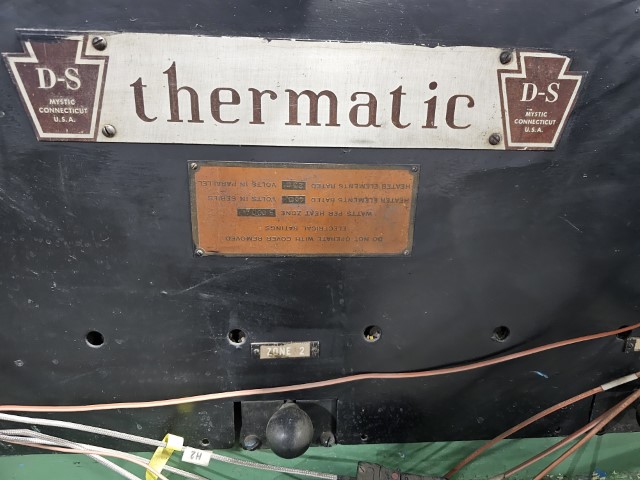 D-S
MYSTIC
CONNECTICUT
U.S.A.
thermatic
D-S
MYSTIC
CONNECTICUT
U.S.A.
DO NOT OPERATE WITH COVER REMOVED
ELECTRICAL RATINGS
WATTS PER HEAT ZONE
HEATER ELEMENTS RATED VOLTS IN SERIES
HEATER ELEMENTS RATED VOLTS IN PARALLEL
ZONE 2
H2